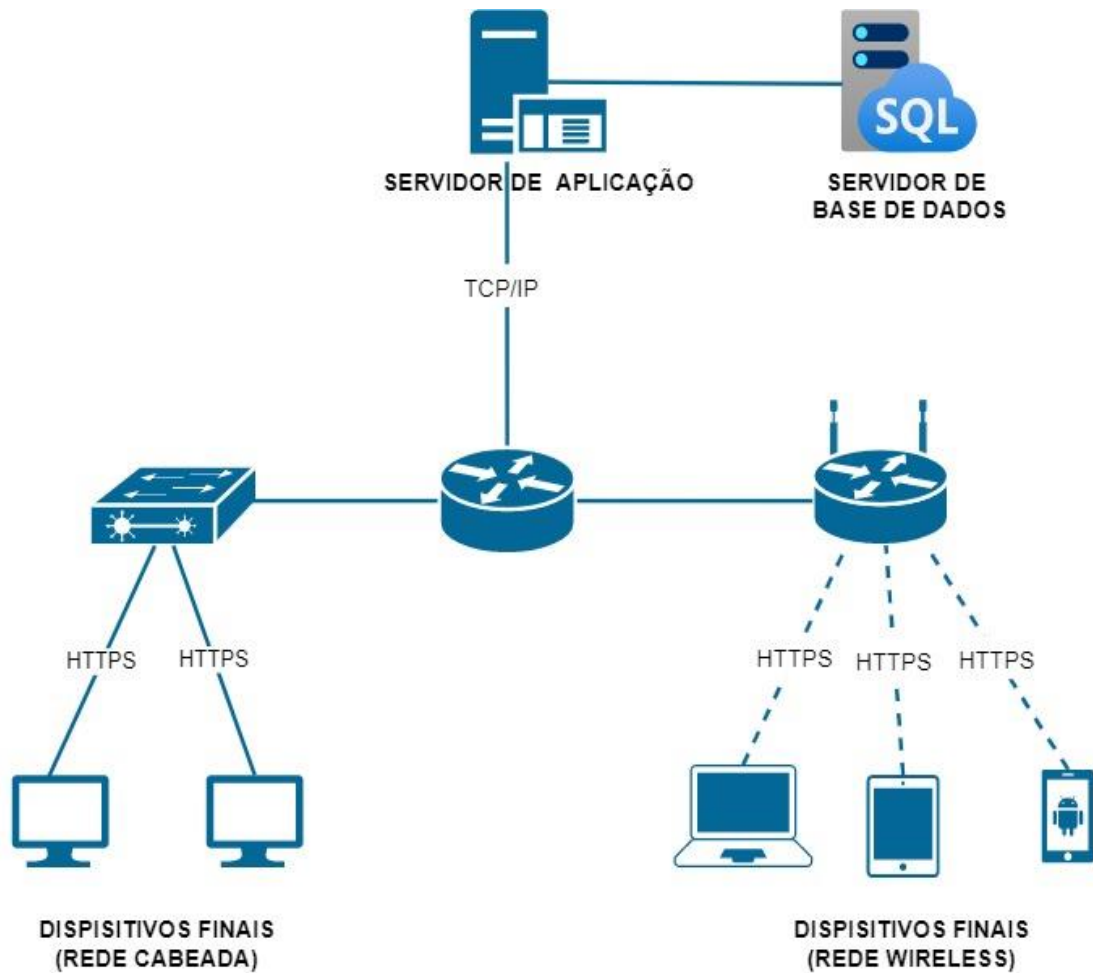 SQL
SERVIDOR DE APLICAÇÃO
SERVIDOR DE
BASE DE DADOS
TCP/IP
HTTPS
HTTPS
HTTPS
HTTPS
HTTPS
DISPISITIVOS FINAIS
(REDE CABEADA)
DISPISITIVOS FINAIS
(REDE WIRELESS)